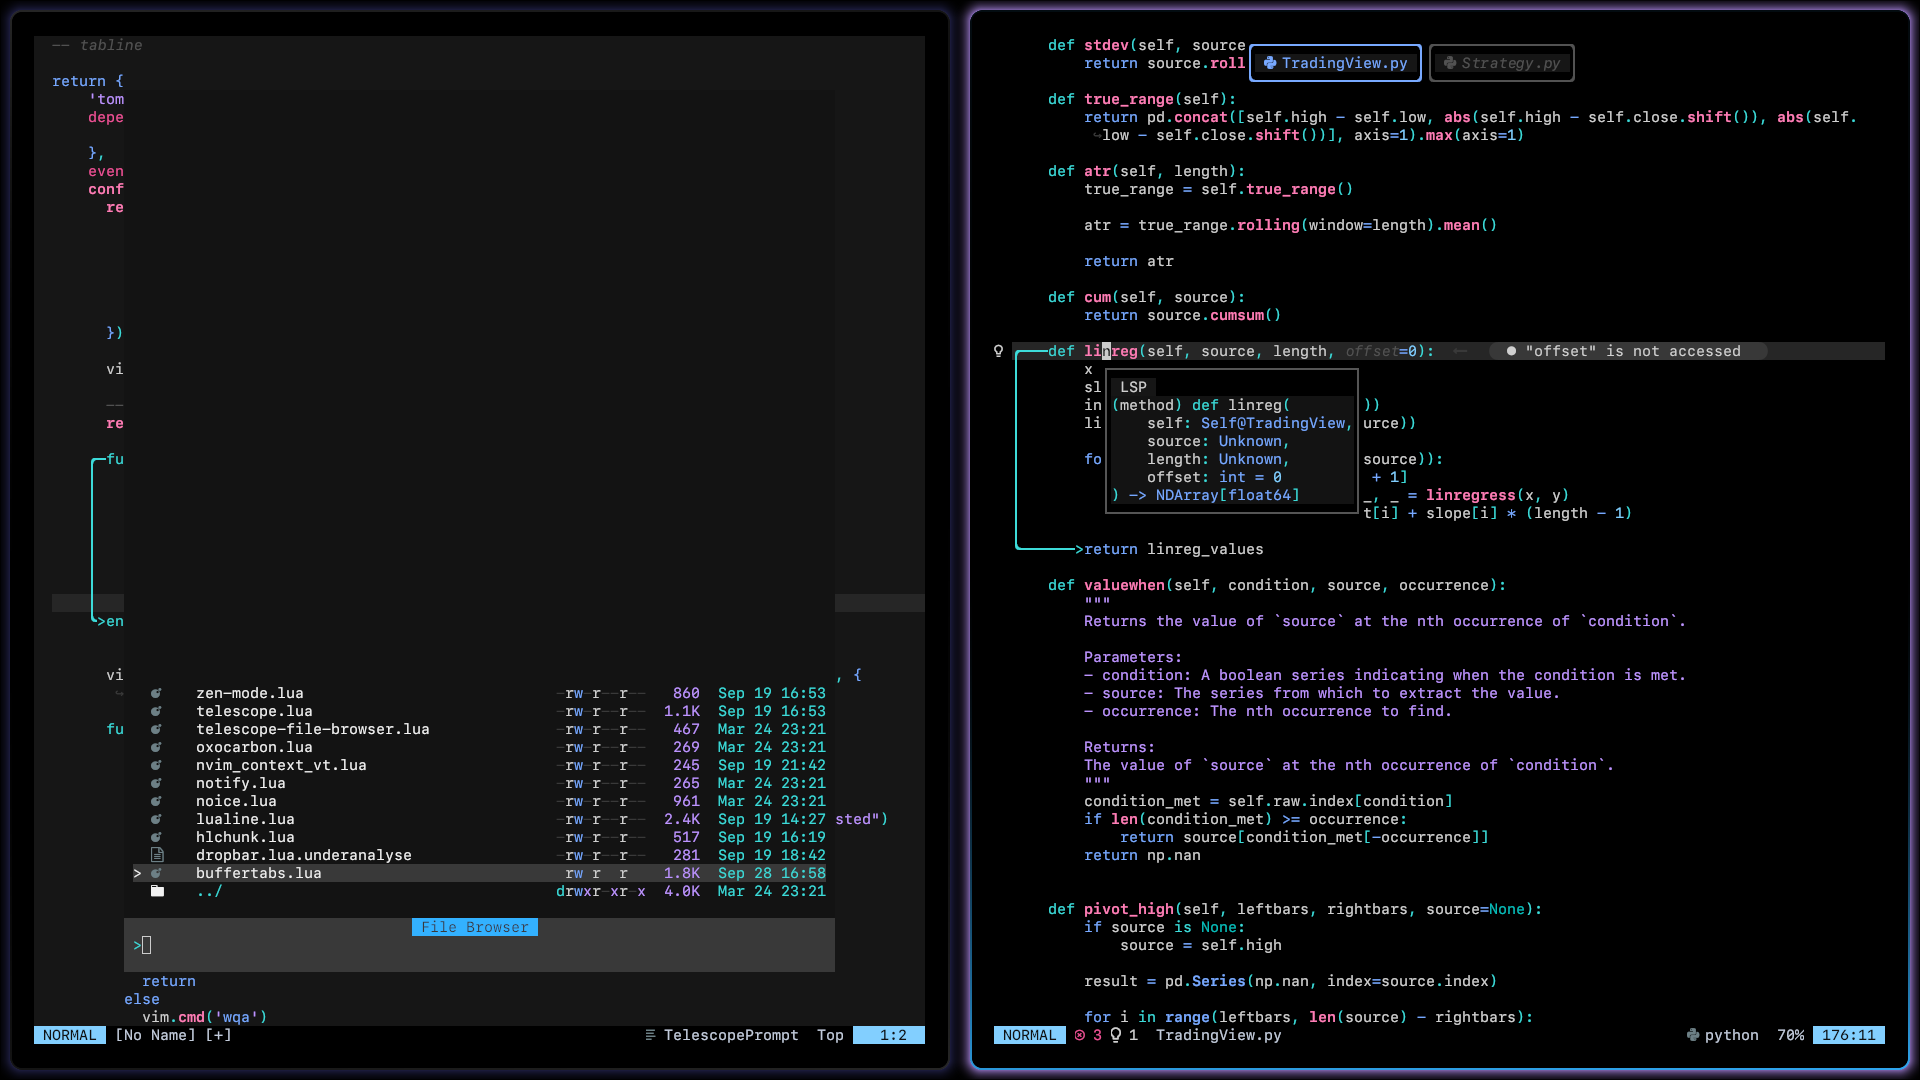 -- tabline
return {
'tom
depe
},
even
conf
re
})
vi
--
re
fu
>en
vi , {
fu
sted")
zen-mode.lua -rw-r--r-- 860 Sep 19 16:53
telescope.lua -rw-r--r-- 1.1K Sep 19 16:53
telescope-file-browser.lua -rw-r--r-- 467 Mar 24 23:21
oxocarbon.lua -rw-r--r-- 269 Mar 24 23:21
nvim_context_vt.lua -rw-r--r-- 245 Sep 19 21:42
notify.lua -rw-r--r-- 265 Mar 24 23:21
noice.lua -rw-r--r-- 961 Mar 24 23:21
lualine.lua -rw-r--r-- 2.4K Sep 19 14:27
hlchunk.lua -rw-r--r-- 517 Sep 19 16:19
dropbar.lua.underanalyse -rw-r--r-- 281 Sep 19 18:42
> buffertabs.lua rw r r 1.8K Sep 28 16:58
../ drwxr-xr-x 4.0K Mar 24 23:21
File Browser
>
return
else
vim.cmd('wqa')
NORMAL [No Name] [+] TelescopePrompt Top 1:2
def stdev(self, source
return source.roll
TradingView.py Strategy.py
def true_range(self):
return pd.concat([self.high - self.low, abs(self.high - self.close.shift()), abs(self.
low - self.close.shift())], axis=1).max(axis=1)
def atr(self, length):
true_range = self.true_range()
atr = true_range.rolling(window=length).mean()
return atr
def cum(self, source):
return source.cumsum()
def linreg(self, source, length, offset=0): ● "offset" is not accessed
x
sl
in ))
li urce))
fo source)):
+ 1]
_, _ = linregress(x, y)
t[i] + slope[i] * (length - 1)
LSP
(method) def linreg(
self: Self@TradingView,
source: Unknown,
length: Unknown,
offset: int = 0
) -> NDArray[float64]
>return linreg_values
def valuewhen(self, condition, source, occurrence):
"""
Returns the value of `source` at the nth occurrence of `condition`.
Parameters:
- condition: A boolean series indicating when the condition is met.
- source: The series from which to extract the value.
- occurrence: The nth occurrence to find.
Returns:
The value of `source` at the nth occurrence of `condition`.
"""
condition_met = self.raw.index[condition]
if len(condition_met) >= occurrence:
return source[condition_met[-occurrence]]
return np.nan
def pivot_high(self, leftbars, rightbars, source=None):
if source is None:
source = self.high
result = pd.Series(np.nan, index=source.index)
for i in range(leftbars, len(source) - rightbars):
NORMAL 3 1 TradingView.py python 70% 176:11